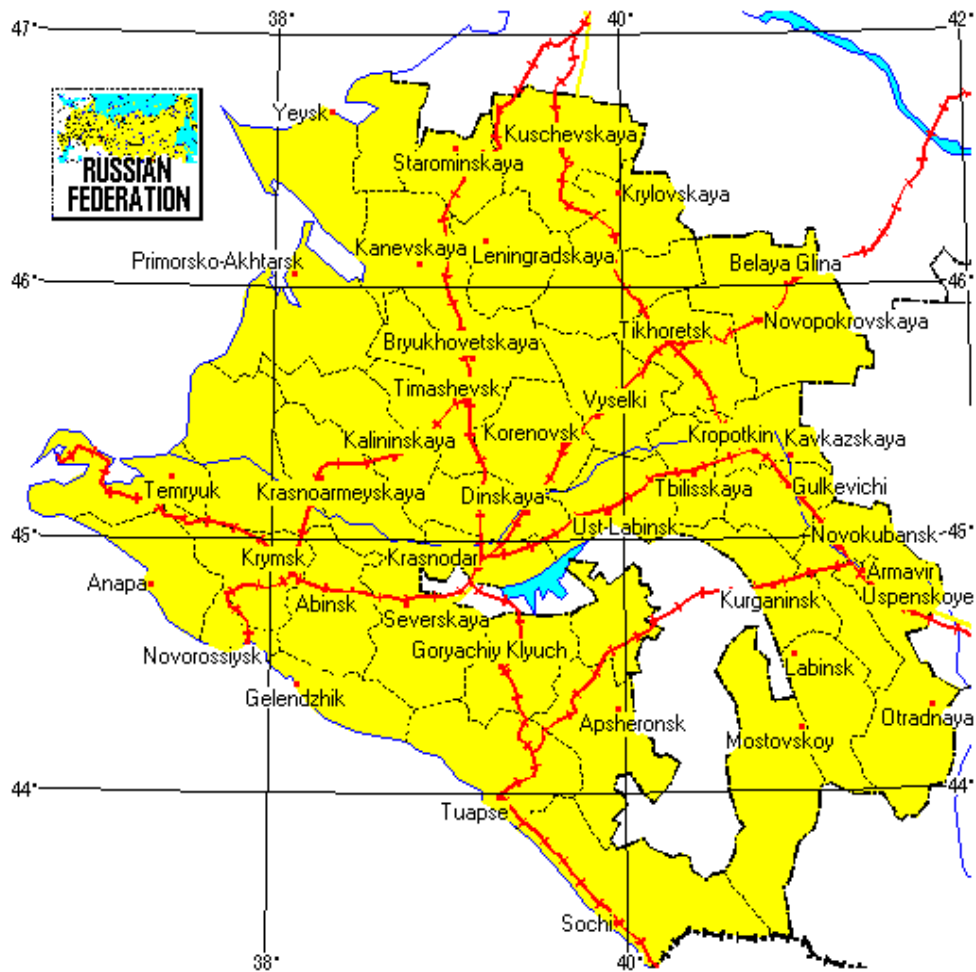 38°
40°
42°
47°
Yeysk
Kuschevskaya
Starominskaya
RUSSIAN
FEDERATION
Krylovskaya
Kanevskaya
Leningradskaya
Primorsko-Akhtarsk
Belaya Glina
46°
46°
Novopokrovskaya
Tikhoretsk
Bryukhovetskaya
Timashevsk
Vyselki
Kalininskaya
Korenovsk
Kropotkin
Kavkazskaya
Temryuk
Krasnoarmeyskaya
Dinskaya
Tbilisskaya
Gulkevichi
Ust-Labinsk
45°
Novokubansk
45°
Krymsk
Krasnodar
Anapa
Armavir
Abinsk
Kurganinsk
Uspenskoye
Severskaya
Novorossiysk
Goryachiy Klyuch
Labinsk
Gelendzhik
Apsheronsk
Otradnaya
Mostovskoy
44°
44°
Tuapse
Sochi
38°
40°